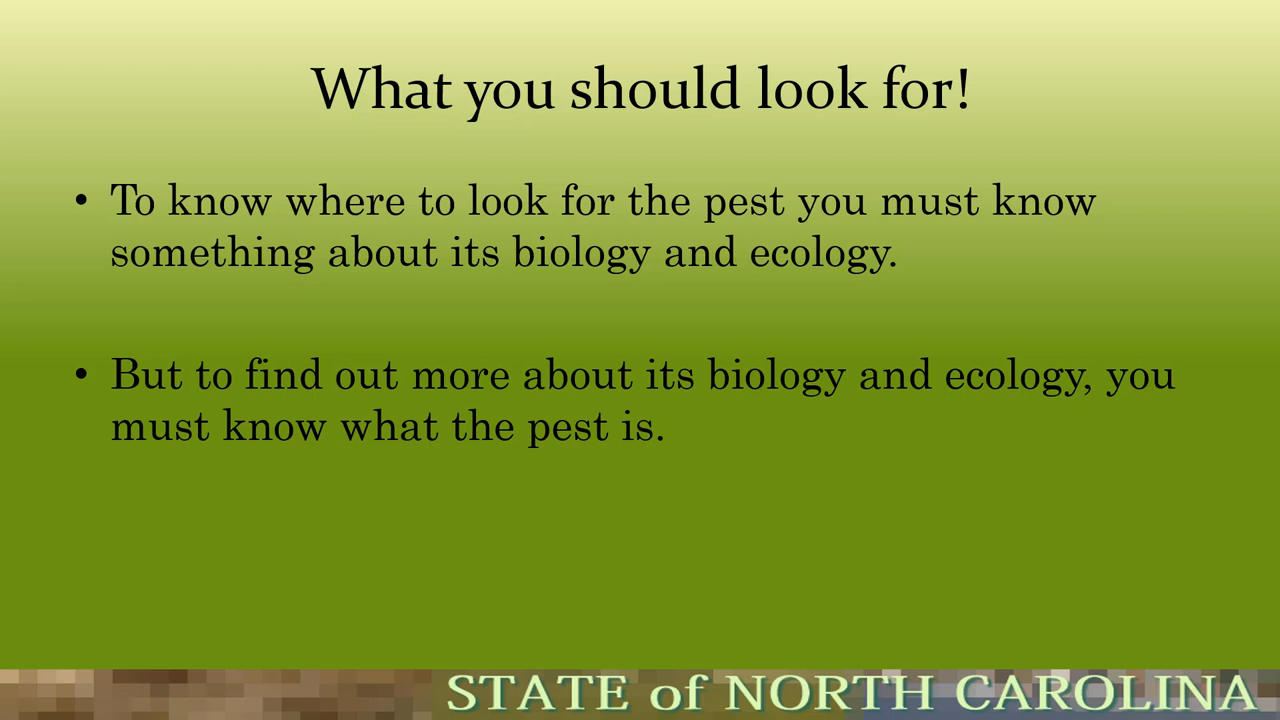 What you should look for!
• To know where to look for the pest you must know
something about its biology and ecology.
• But to find out more about its biology and ecology, you
must know what the pest is.
STATE of NORTH CAROLINA